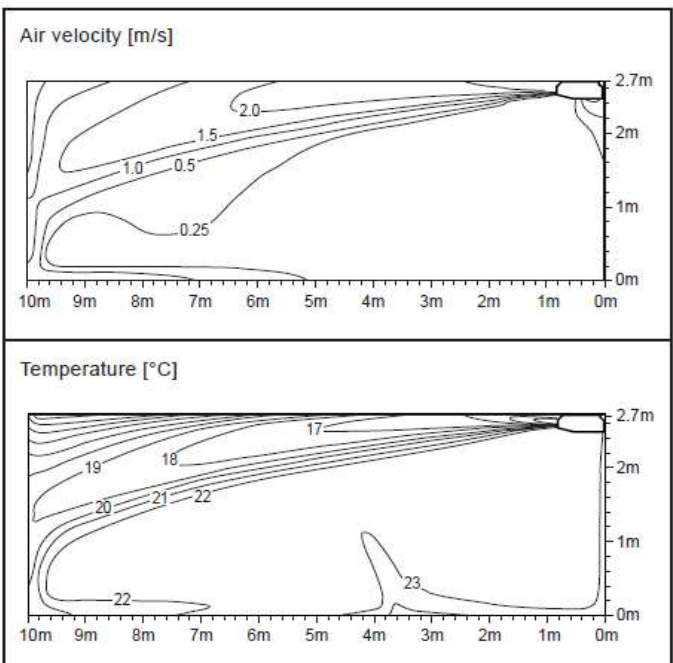 Air velocity [m/s]
2.7m
2.0
2m
1.5
1.0
0.5
1m
0.25
0m
10m 9m 8m 7m 6m 5m 4m 3m 2m 1m 0m
Temperature [°C]
2.7m
17
2m
18
19
22
21
20
1m
23
22
0m
10m 9m 8m 7m 6m 5m 4m 3m 2m 1m 0m